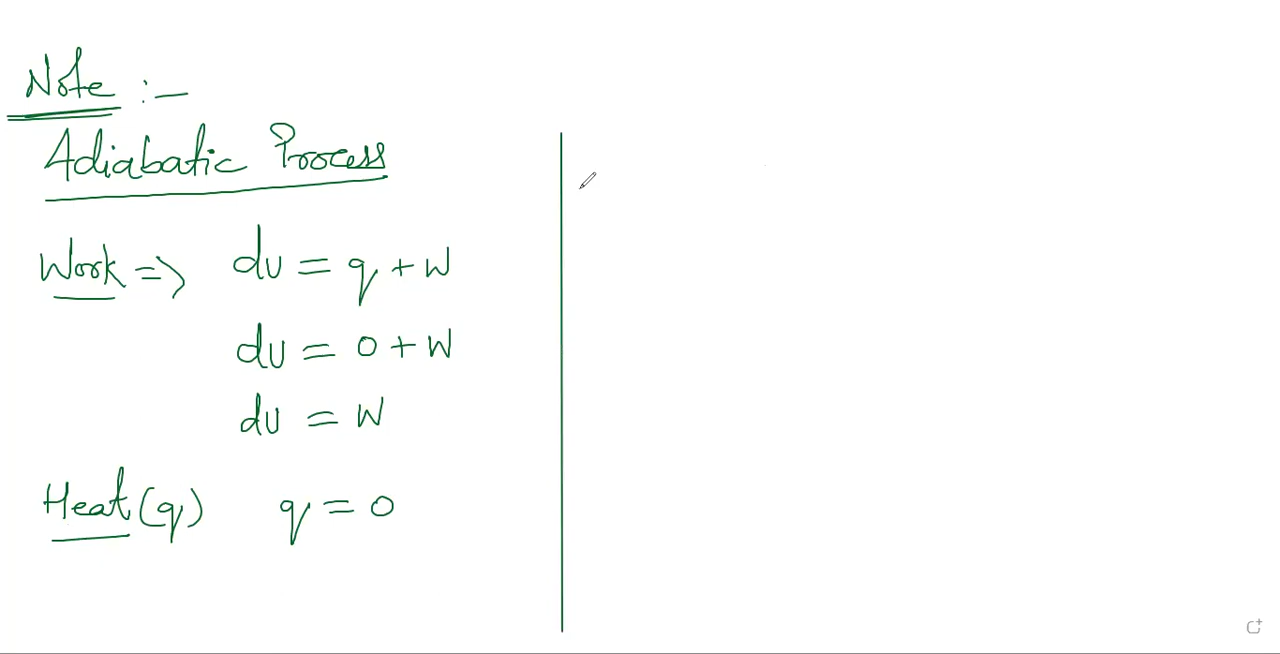 Note :-
Adiabatic Process
Work => du = q + W
du = 0 + W
du = W
Heat (q) q = 0